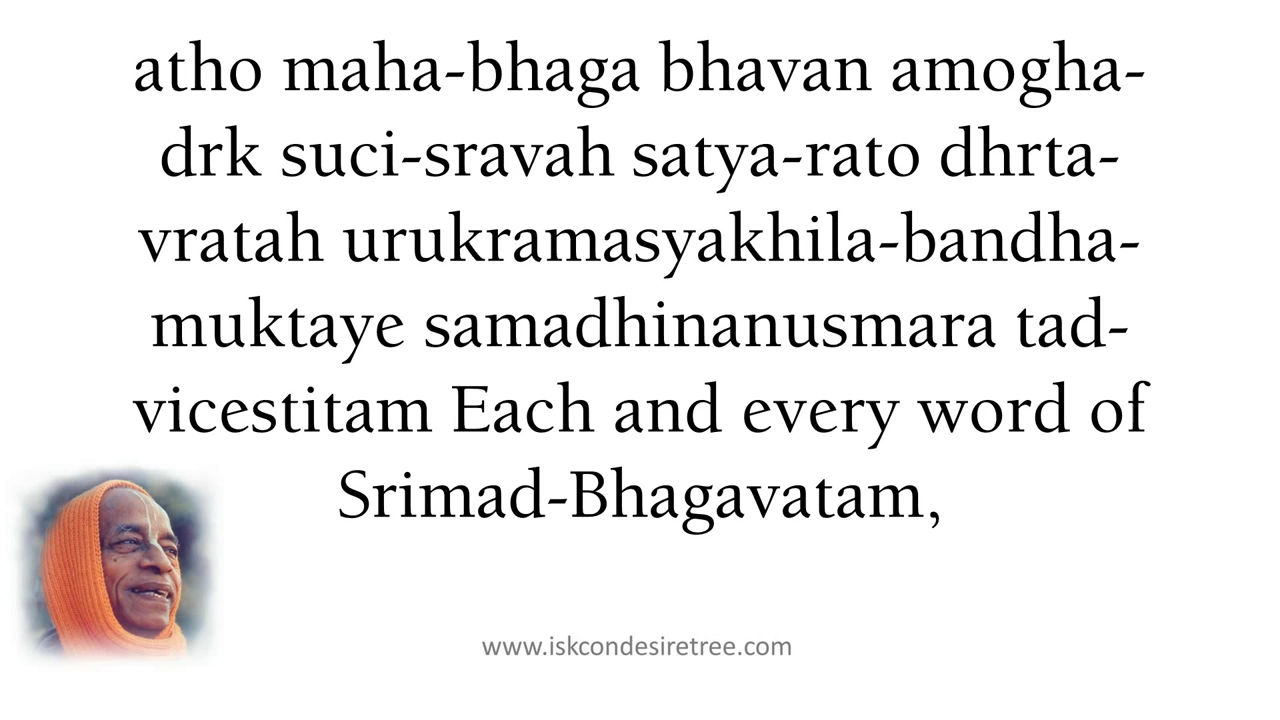 atho maha-bhaga bhavan amogha-
drk suci-sravah satya-rato dhrta-
vratah urukramasyakhila-bandha-
muktaye samadhinanusmara tad-
vicestitam Each and every word of
Srimad-Bhagavatam,
www.iskcondesiretree.com